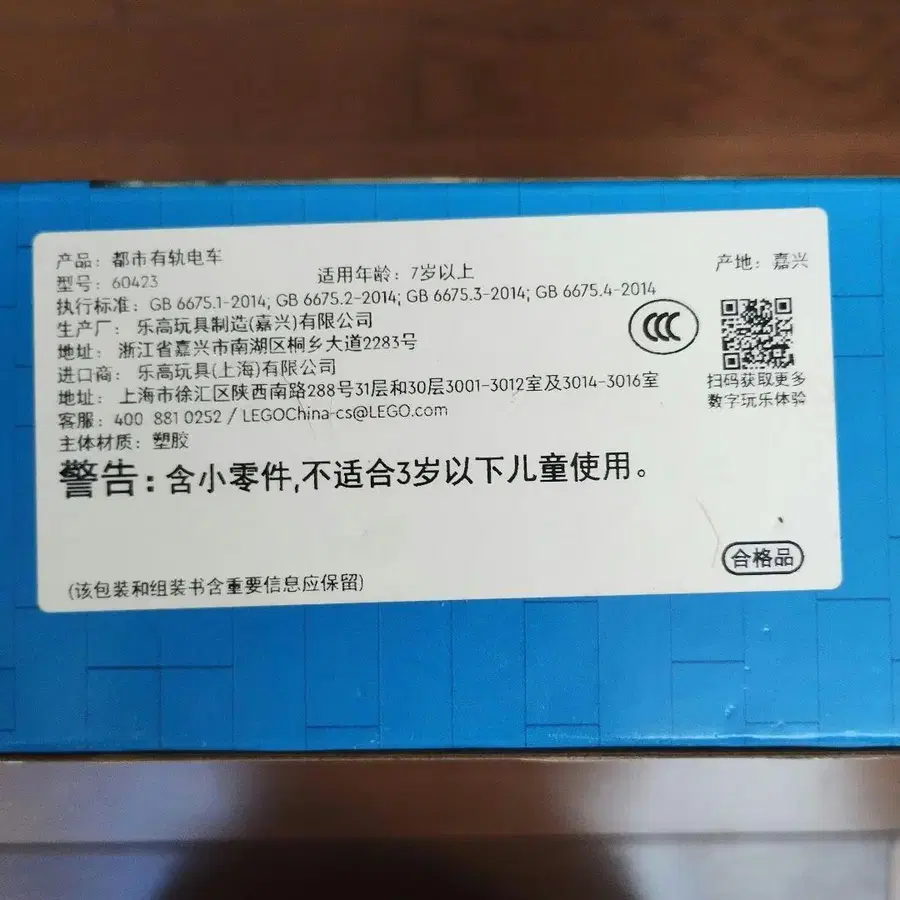 产品：都市有轨电车
型号：60423
适用年龄：7岁以上
产地：嘉兴
执行标准：GB 6675.1-2014; GB 6675.2-2014; GB 6675.3-2014; GB 6675.4-2014
生产厂：乐高玩具制造(嘉兴)有限公司
地址：浙江省嘉兴市南湖区桐乡大道2283号
进口商：乐高玩具(上海)有限公司
地址：上海市徐汇区陕西南路288号31层和30层3001-3012室及3014-3016室
客服：400 881 0252 / LEGOChina-cs@LEGO.com
主体材质：塑胶
CCC
扫码获取更多
数字玩乐体验
警告：含小零件,不适合3岁以下儿童使用。
合格品
(该包装和组装书含重要信息应保留)